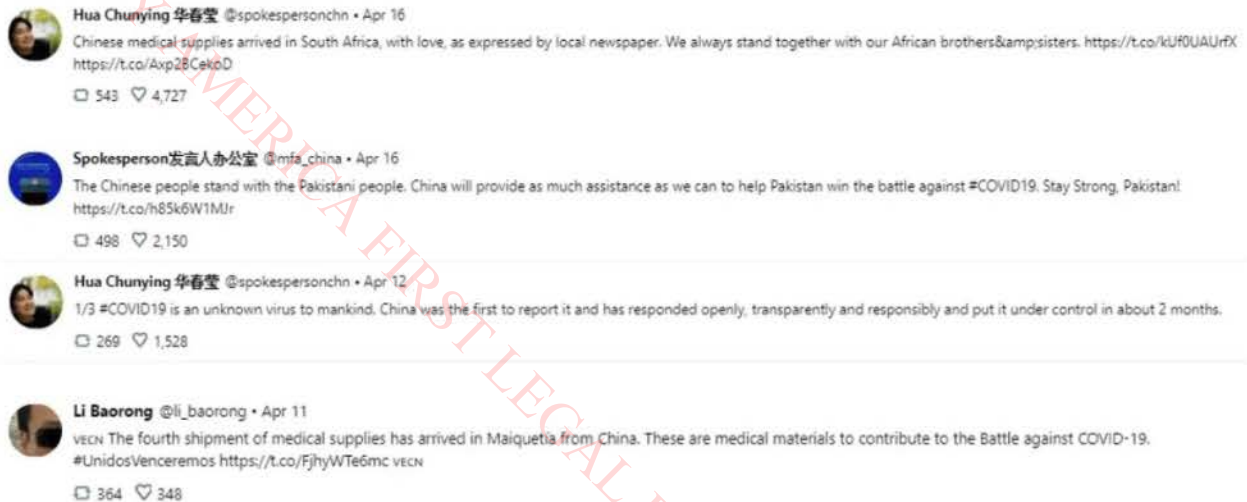 Hua Chunying 华春莹 @spokespersonchn • Apr 16
Chinese medical supplies arrived in South Africa, with love, as expressed by local newspaper. We always stand together with our African brothers&amp;sisters. https://t.co/kUf0UAUrfX
https://t.co/Axp2BCekoD
543 4,727
Spokesperson发言人办公室 @mfa_china • Apr 16
The Chinese people stand with the Pakistani people. China will provide as much assistance as we can to help Pakistan win the battle against #COVID19. Stay Strong, Pakistan!
https://t.co/h85k6W1MJr
498 2,150
Hua Chunying 华春莹 @spokespersonchn • Apr 12
1/3 #COVID19 is an unknown virus to mankind. China was the first to report it and has responded openly, transparently and responsibly and put it under control in about 2 months.
269 1,528
Li Baorong @li_baorong • Apr 11
VECN The fourth shipment of medical supplies has arrived in Maiquetia from China. These are medical materials to contribute to the Battle against COVID-19.
#UnidosVenceremos https://t.co/FjhyWTe6mc VECN
364 348
AMERICA FIRST LEGAL